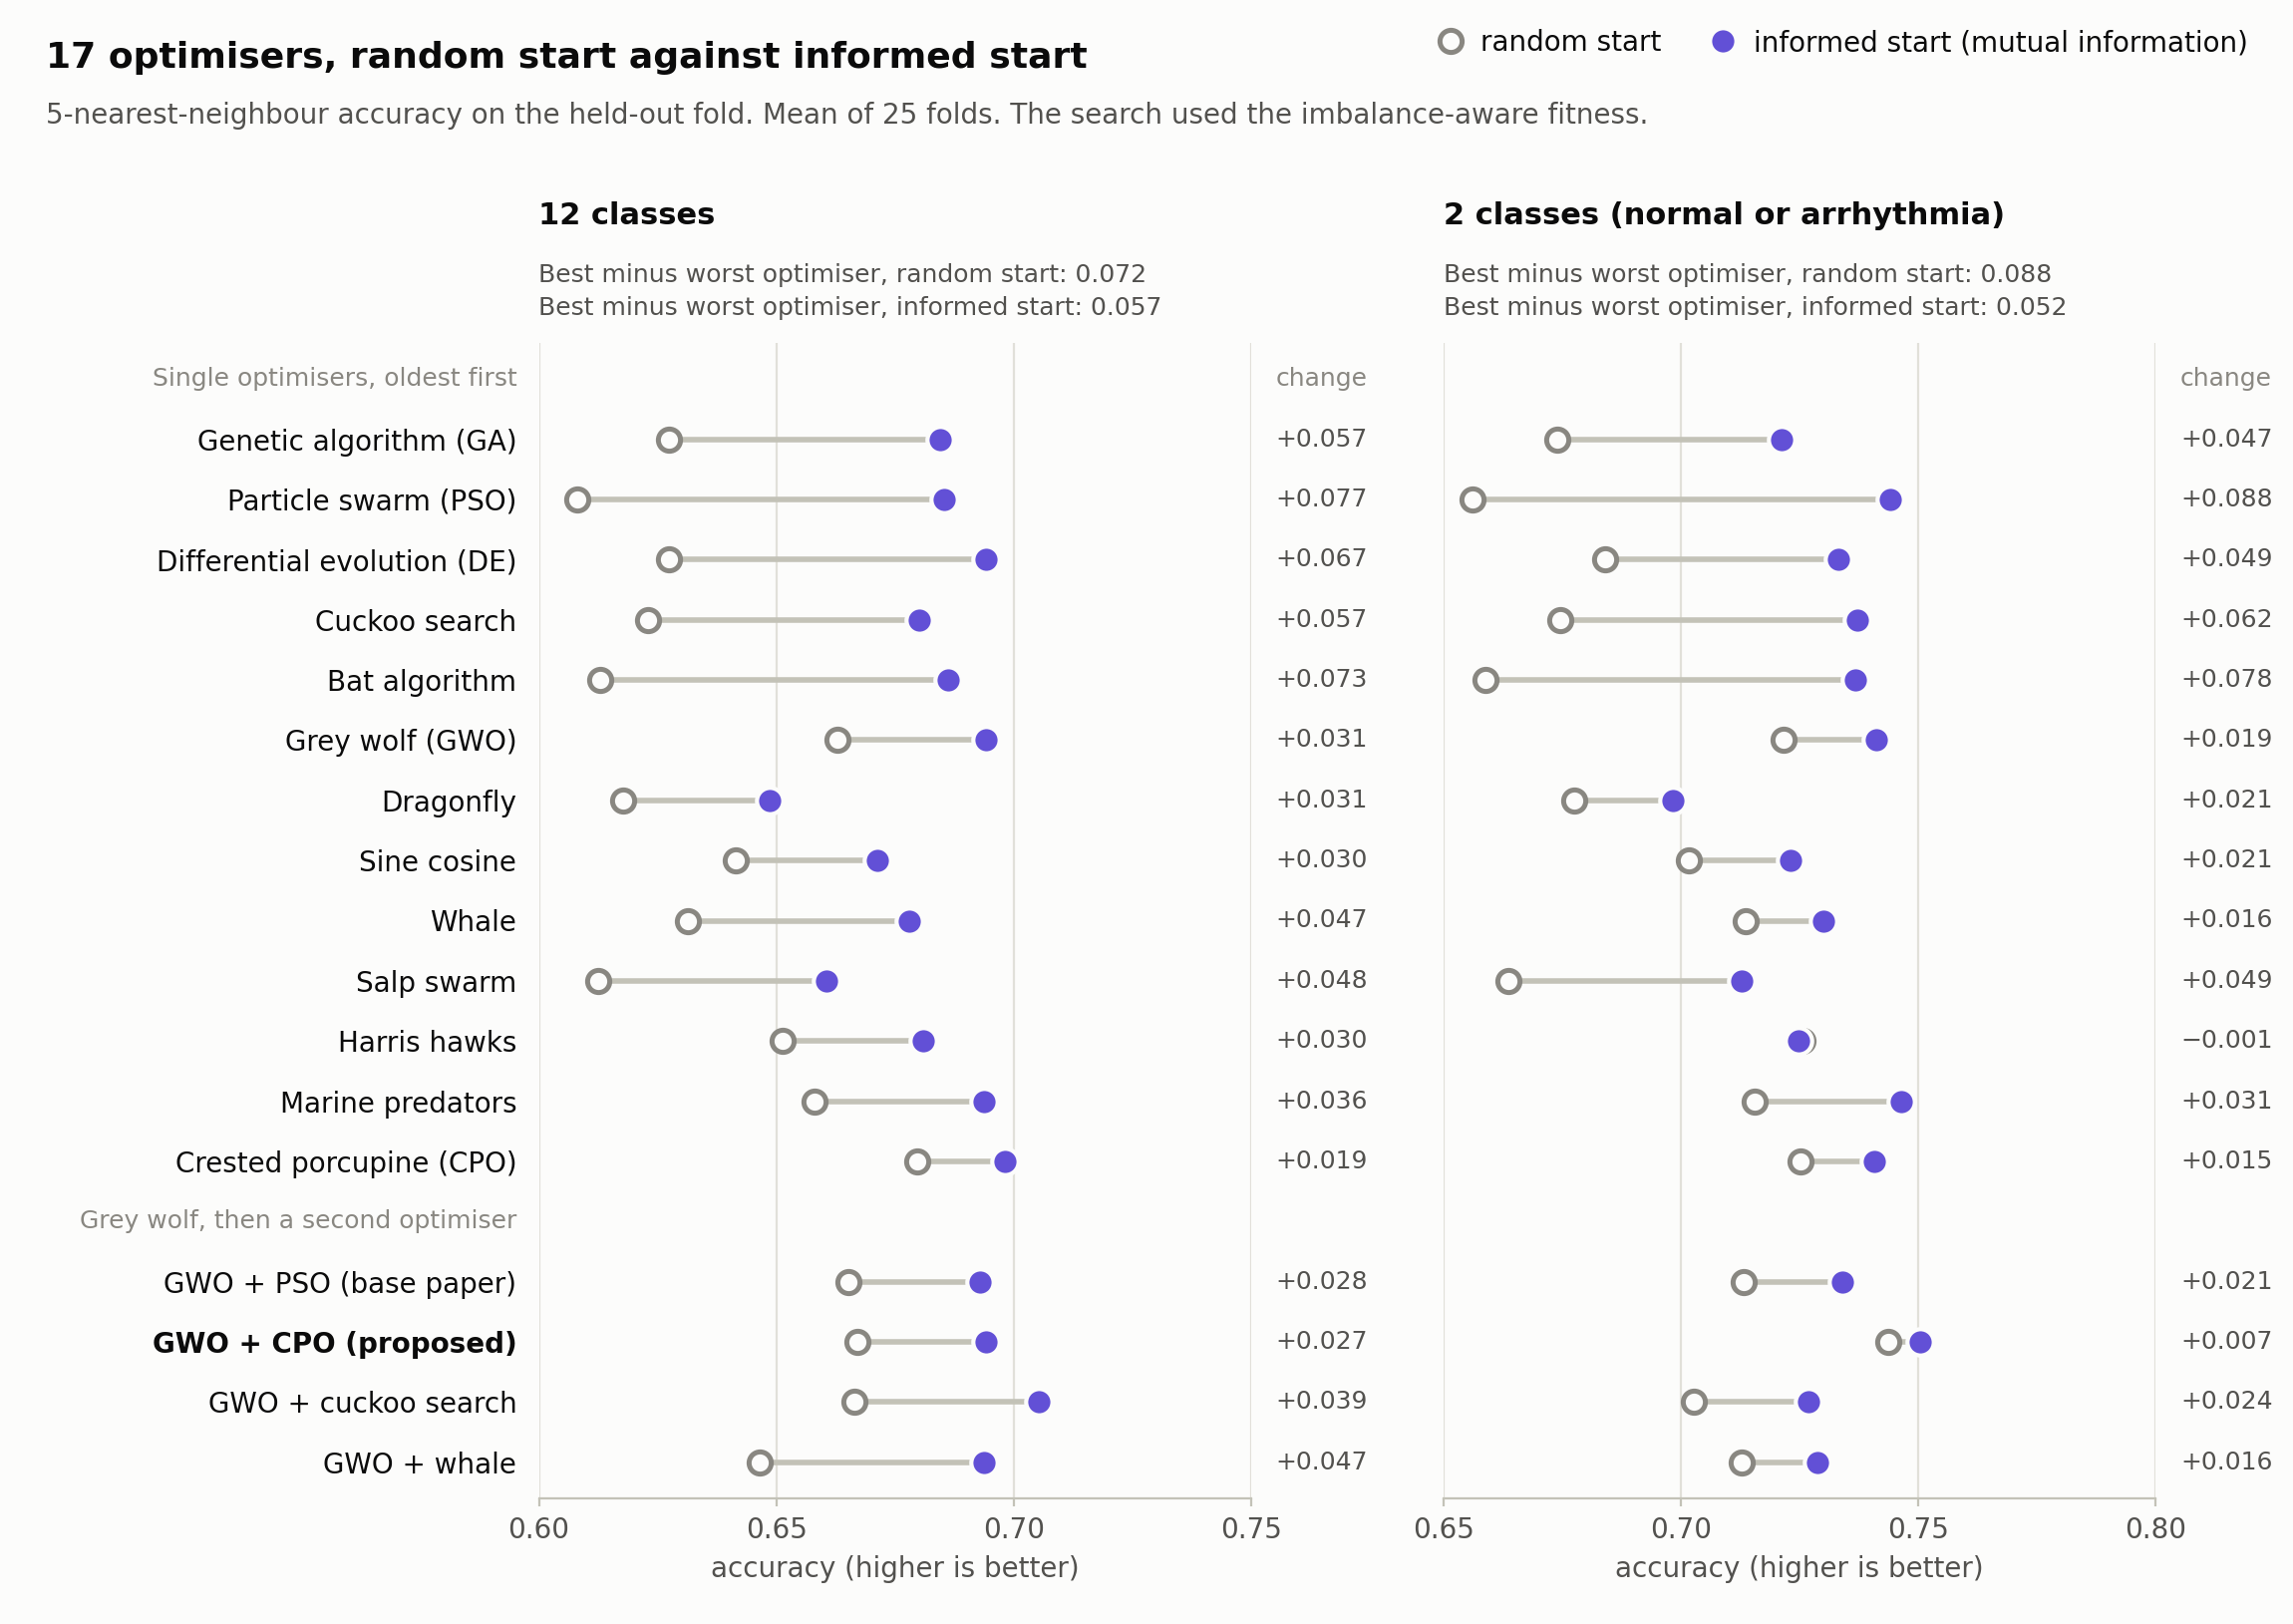 17 optimisers, random start against informed start
random start
informed start (mutual information)
5-nearest-neighbour accuracy on the held-out fold. Mean of 25 folds. The search used the imbalance-aware fitness.
12 classes
2 classes (normal or arrhythmia)
Best minus worst optimiser, random start: 0.072
Best minus worst optimiser, informed start: 0.057
Best minus worst optimiser, random start: 0.088
Best minus worst optimiser, informed start: 0.052
Single optimisers, oldest first change change
Genetic algorithm (GA) +0.057 +0.047
Particle swarm (PSO) +0.077 +0.088
Differential evolution (DE) +0.067 +0.049
Cuckoo search +0.057 +0.062
Bat algorithm +0.073 +0.078
Grey wolf (GWO) +0.031 +0.019
Dragonfly +0.031 +0.021
Sine cosine +0.030 +0.021
Whale +0.047 +0.016
Salp swarm +0.048 +0.049
Harris hawks +0.030 −0.001
Marine predators +0.036 +0.031
Crested porcupine (CPO) +0.019 +0.015
Grey wolf, then a second optimiser
GWO + PSO (base paper) +0.028 +0.021
GWO + CPO (proposed) +0.027 +0.007
GWO + cuckoo search +0.039 +0.024
GWO + whale +0.047 +0.016
0.60 0.65 0.70 0.75 0.65 0.70 0.75 0.80
accuracy (higher is better) accuracy (higher is better)